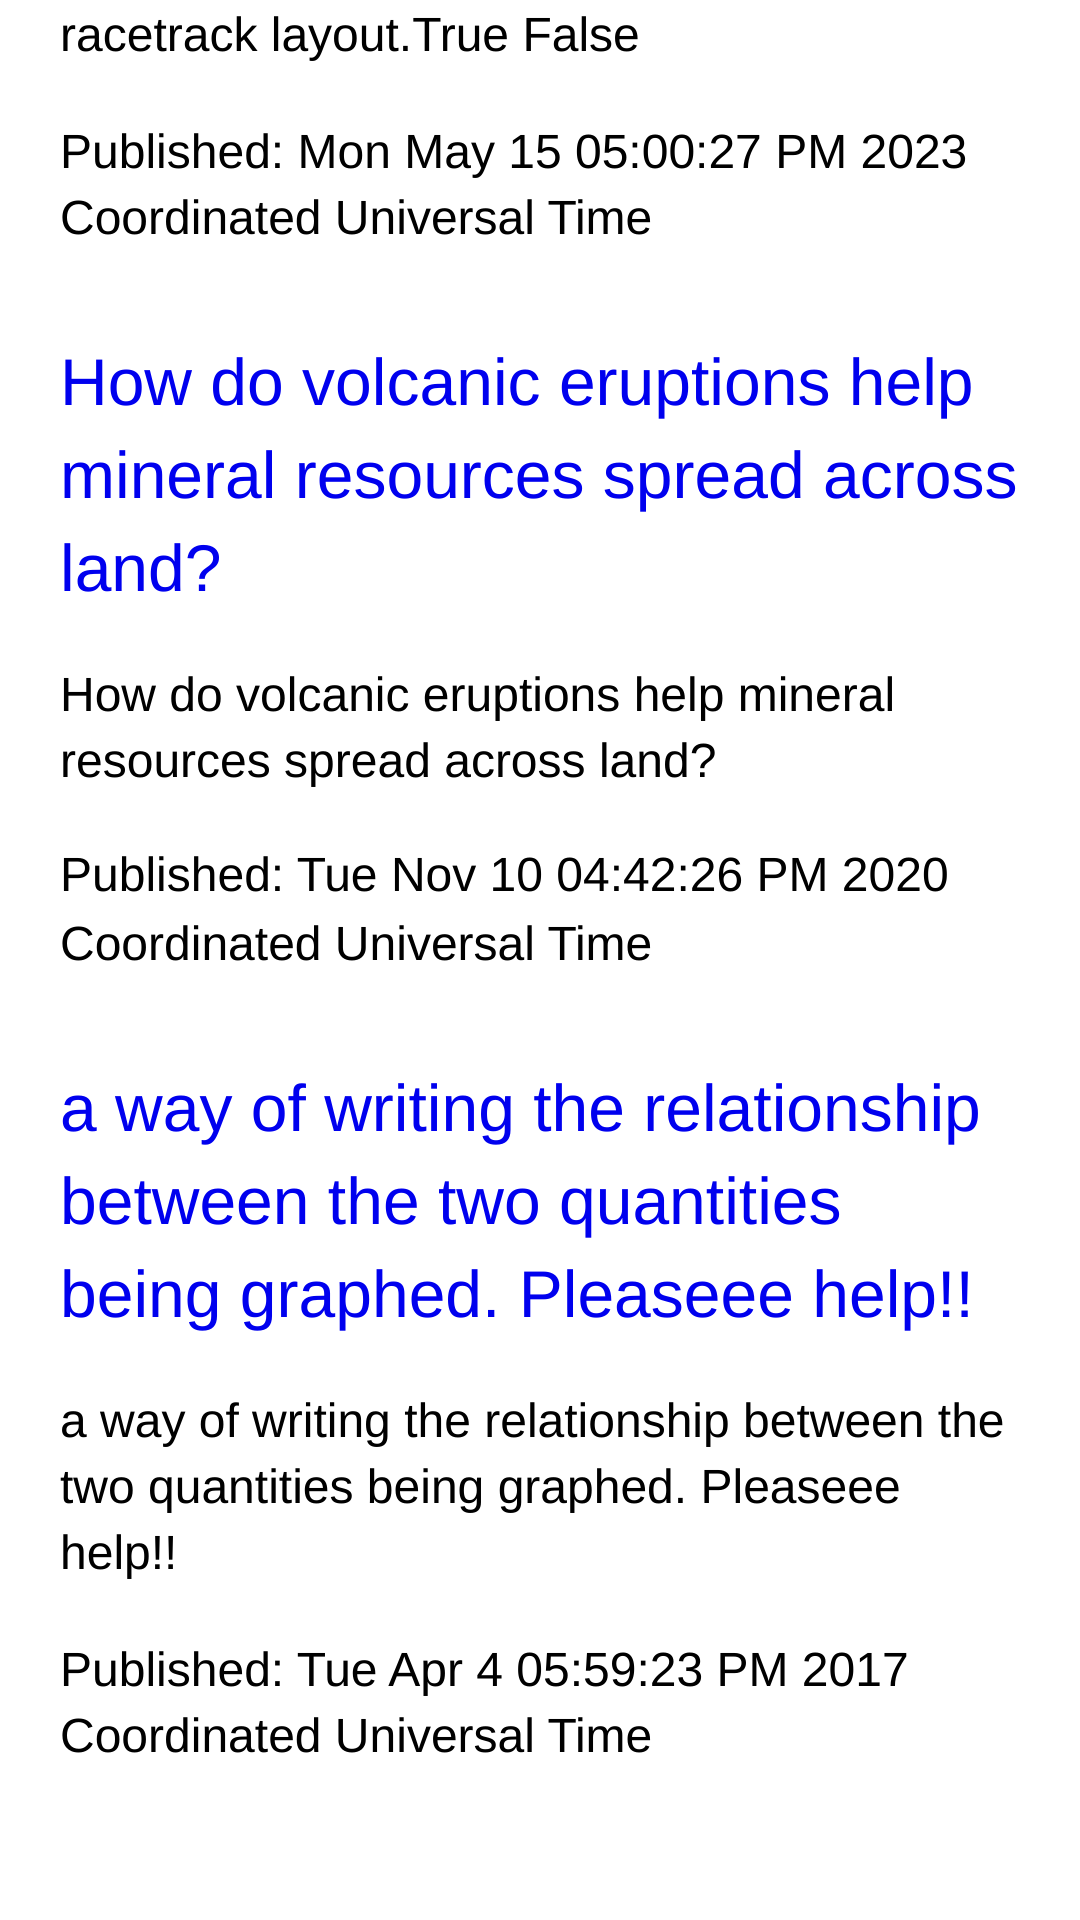 racetrack layout.True False
Published: Mon May 15 05:00:27 PM 2023
Coordinated Universal Time
How do volcanic eruptions help
mineral resources spread across
land?
How do volcanic eruptions help mineral
resources spread across land?
Published: Tue Nov 10 04:42:26 PM 2020
Coordinated Universal Time
a way of writing the relationship
between the two quantities
being graphed. Pleaseee help!!
a way of writing the relationship between the
two quantities being graphed. Pleaseee
help!!
Published: Tue Apr 4 05:59:23 PM 2017
Coordinated Universal Time